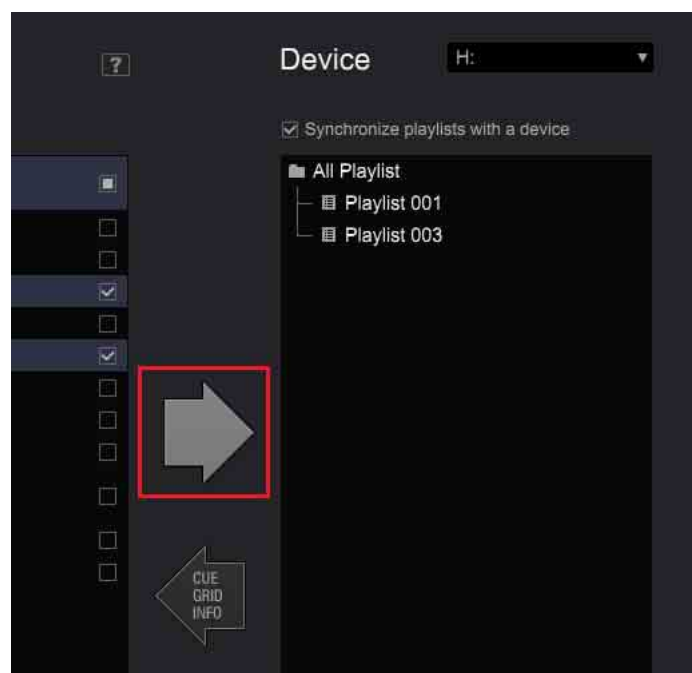 ?
Device
H:
Synchronize playlists with a device
All Playlist
Playlist 001
Playlist 003
CUE
GRID
INFO